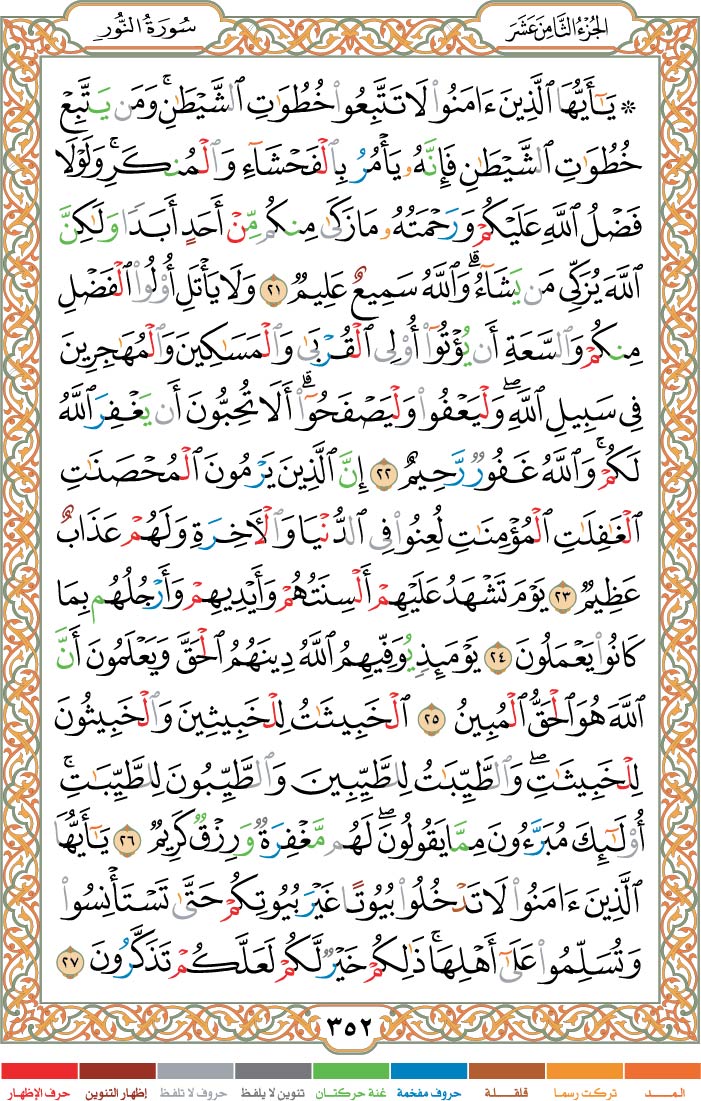 الجُزْءُ الثَّامِنَ عَشَرَ
سُورَةُ النُّور
۞ يَٰٓأَيُّهَا ٱلَّذِينَ ءَامَنُوا۟ لَا تَتَّبِعُوا۟ خُطُوَٰتِ ٱلشَّيْطَٰنِۚ وَمَن يَتَّبِعْ
خُطُوَٰتِ ٱلشَّيْطَٰنِ فَإِنَّهُۥ يَأْمُرُ بِٱلْفَحْشَآءِ وَٱلْمُنكَرِۚ وَلَوْلَا
فَضْلُ ٱللَّهِ عَلَيْكُمْ وَرَحْمَتُهُۥ مَا زَكَىٰ مِنكُم مِّنْ أَحَدٍ أَبَدًا وَلَٰكِنَّ
ٱللَّهَ يُزَكِّى مَن يَشَآءُۗ وَٱللَّهُ سَمِيعٌ عَلِيمٌ ٢١ وَلَا يَأْتَلِ أُو۟لُوا۟ ٱلْفَضْلِ
مِنكُمْ وَٱلسَّعَةِ أَن يُؤْتُوٓا۟ أُو۟لِى ٱلْقُرْبَىٰ وَٱلْمَسَٰكِينَ وَٱلْمُهَٰجِرِينَ
فِى سَبِيلِ ٱللَّهِۖ وَلْيَعْفُوا۟ وَلْيَصْفَحُوٓا۟ۗ أَلَا تُحِبُّونَ أَن يَغْفِرَ ٱللَّهُ
لَكُمْۚ وَٱللَّهُ غَفُورٌ رَّحِيمٌ ٢٢ إِنَّ ٱلَّذِينَ يَرْمُونَ ٱلْمُحْصَنَٰتِ
ٱلْغَٰفِلَٰتِ ٱلْمُؤْمِنَٰتِ لُعِنُوا۟ فِى ٱلدُّنْيَا وَٱلْءَاخِرَةِ وَلَهُمْ عَذَابٌ
عَظِيمٌ ٢٣ يَوْمَ تَشْهَدُ عَلَيْهِمْ أَلْسِنَتُهُمْ وَأَيْدِيهِمْ وَأَرْجُلُهُم بِمَا
كَانُوا۟ يَعْمَلُونَ ٢٤ يَوْمَئِذٍ يُوَفِّيهِمُ ٱللَّهُ دِينَهُمُ ٱلْحَقَّ وَيَعْلَمُونَ أَنَّ
ٱللَّهَ هُوَ ٱلْحَقُّ ٱلْمُبِينُ ٢٥ ٱلْخَبِيثَٰتُ لِلْخَبِيثِينَ وَٱلْخَبِيثُونَ
لِلْخَبِيثَٰتِۖ وَٱلطَّيِّبَٰتُ لِلطَّيِّبِينَ وَٱلطَّيِّبُونَ لِلطَّيِّبَٰتِۚ
أُو۟لَٰٓئِكَ مُبَرَّءُونَ مِمَّا يَقُولُونَۖ لَهُم مَّغْفِرَةٌ وَرِزْقٌ كَرِيمٌ ٢٦ يَٰٓأَيُّهَا
ٱلَّذِينَ ءَامَنُوا۟ لَا تَدْخُلُوا۟ بُيُوتًا غَيْرَ بُيُوتِكُمْ حَتَّىٰ تَسْتَأْنِسُوا۟
وَتُسَلِّمُوا۟ عَلَىٰٓ أَهْلِهَاۚ ذَٰلِكُمْ خَيْرٌ لَّكُمْ لَعَلَّكُمْ تَذَكَّرُونَ ٢٧
٣٥٢
المــد تركت رسما قلقلة حروف مفخمة غنة حركتان تنوين لا يلفظ حروف لا تلفظ إظهار التنوين حرف الإظهار